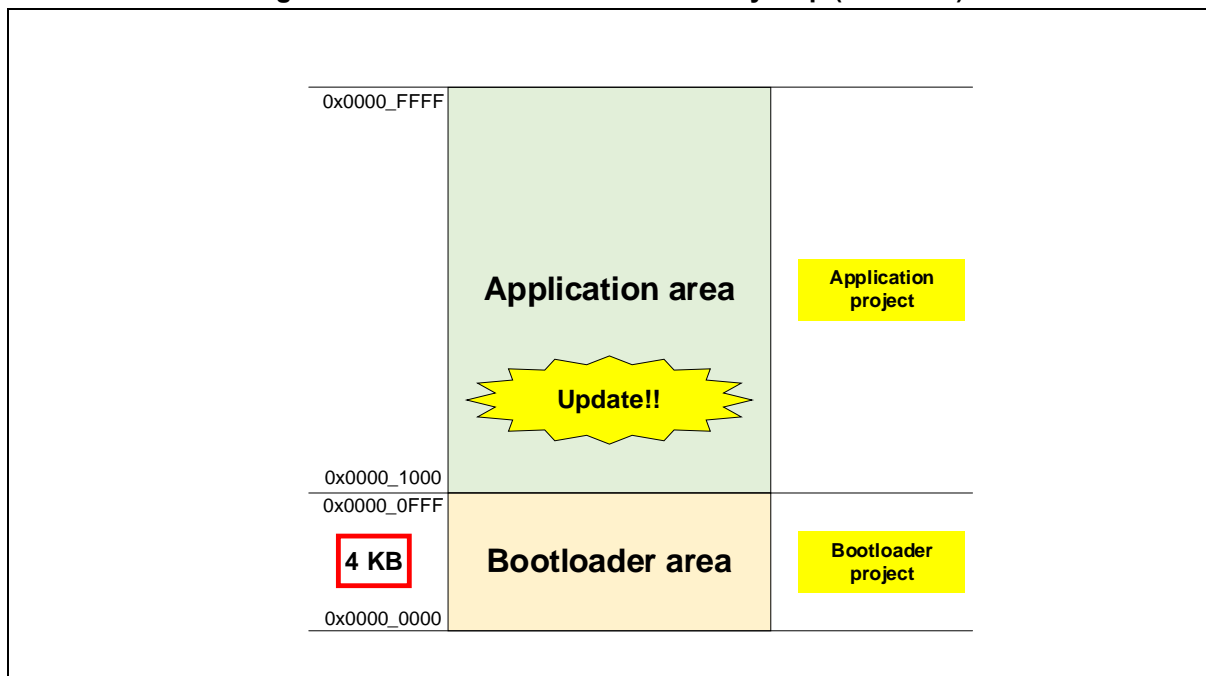 0x0000_FFFF
Application area
Application
project
Update!!
0x0000_1000
0x0000_0FFF
4 KB
Bootloader area
Bootloader
project
0x0000_0000